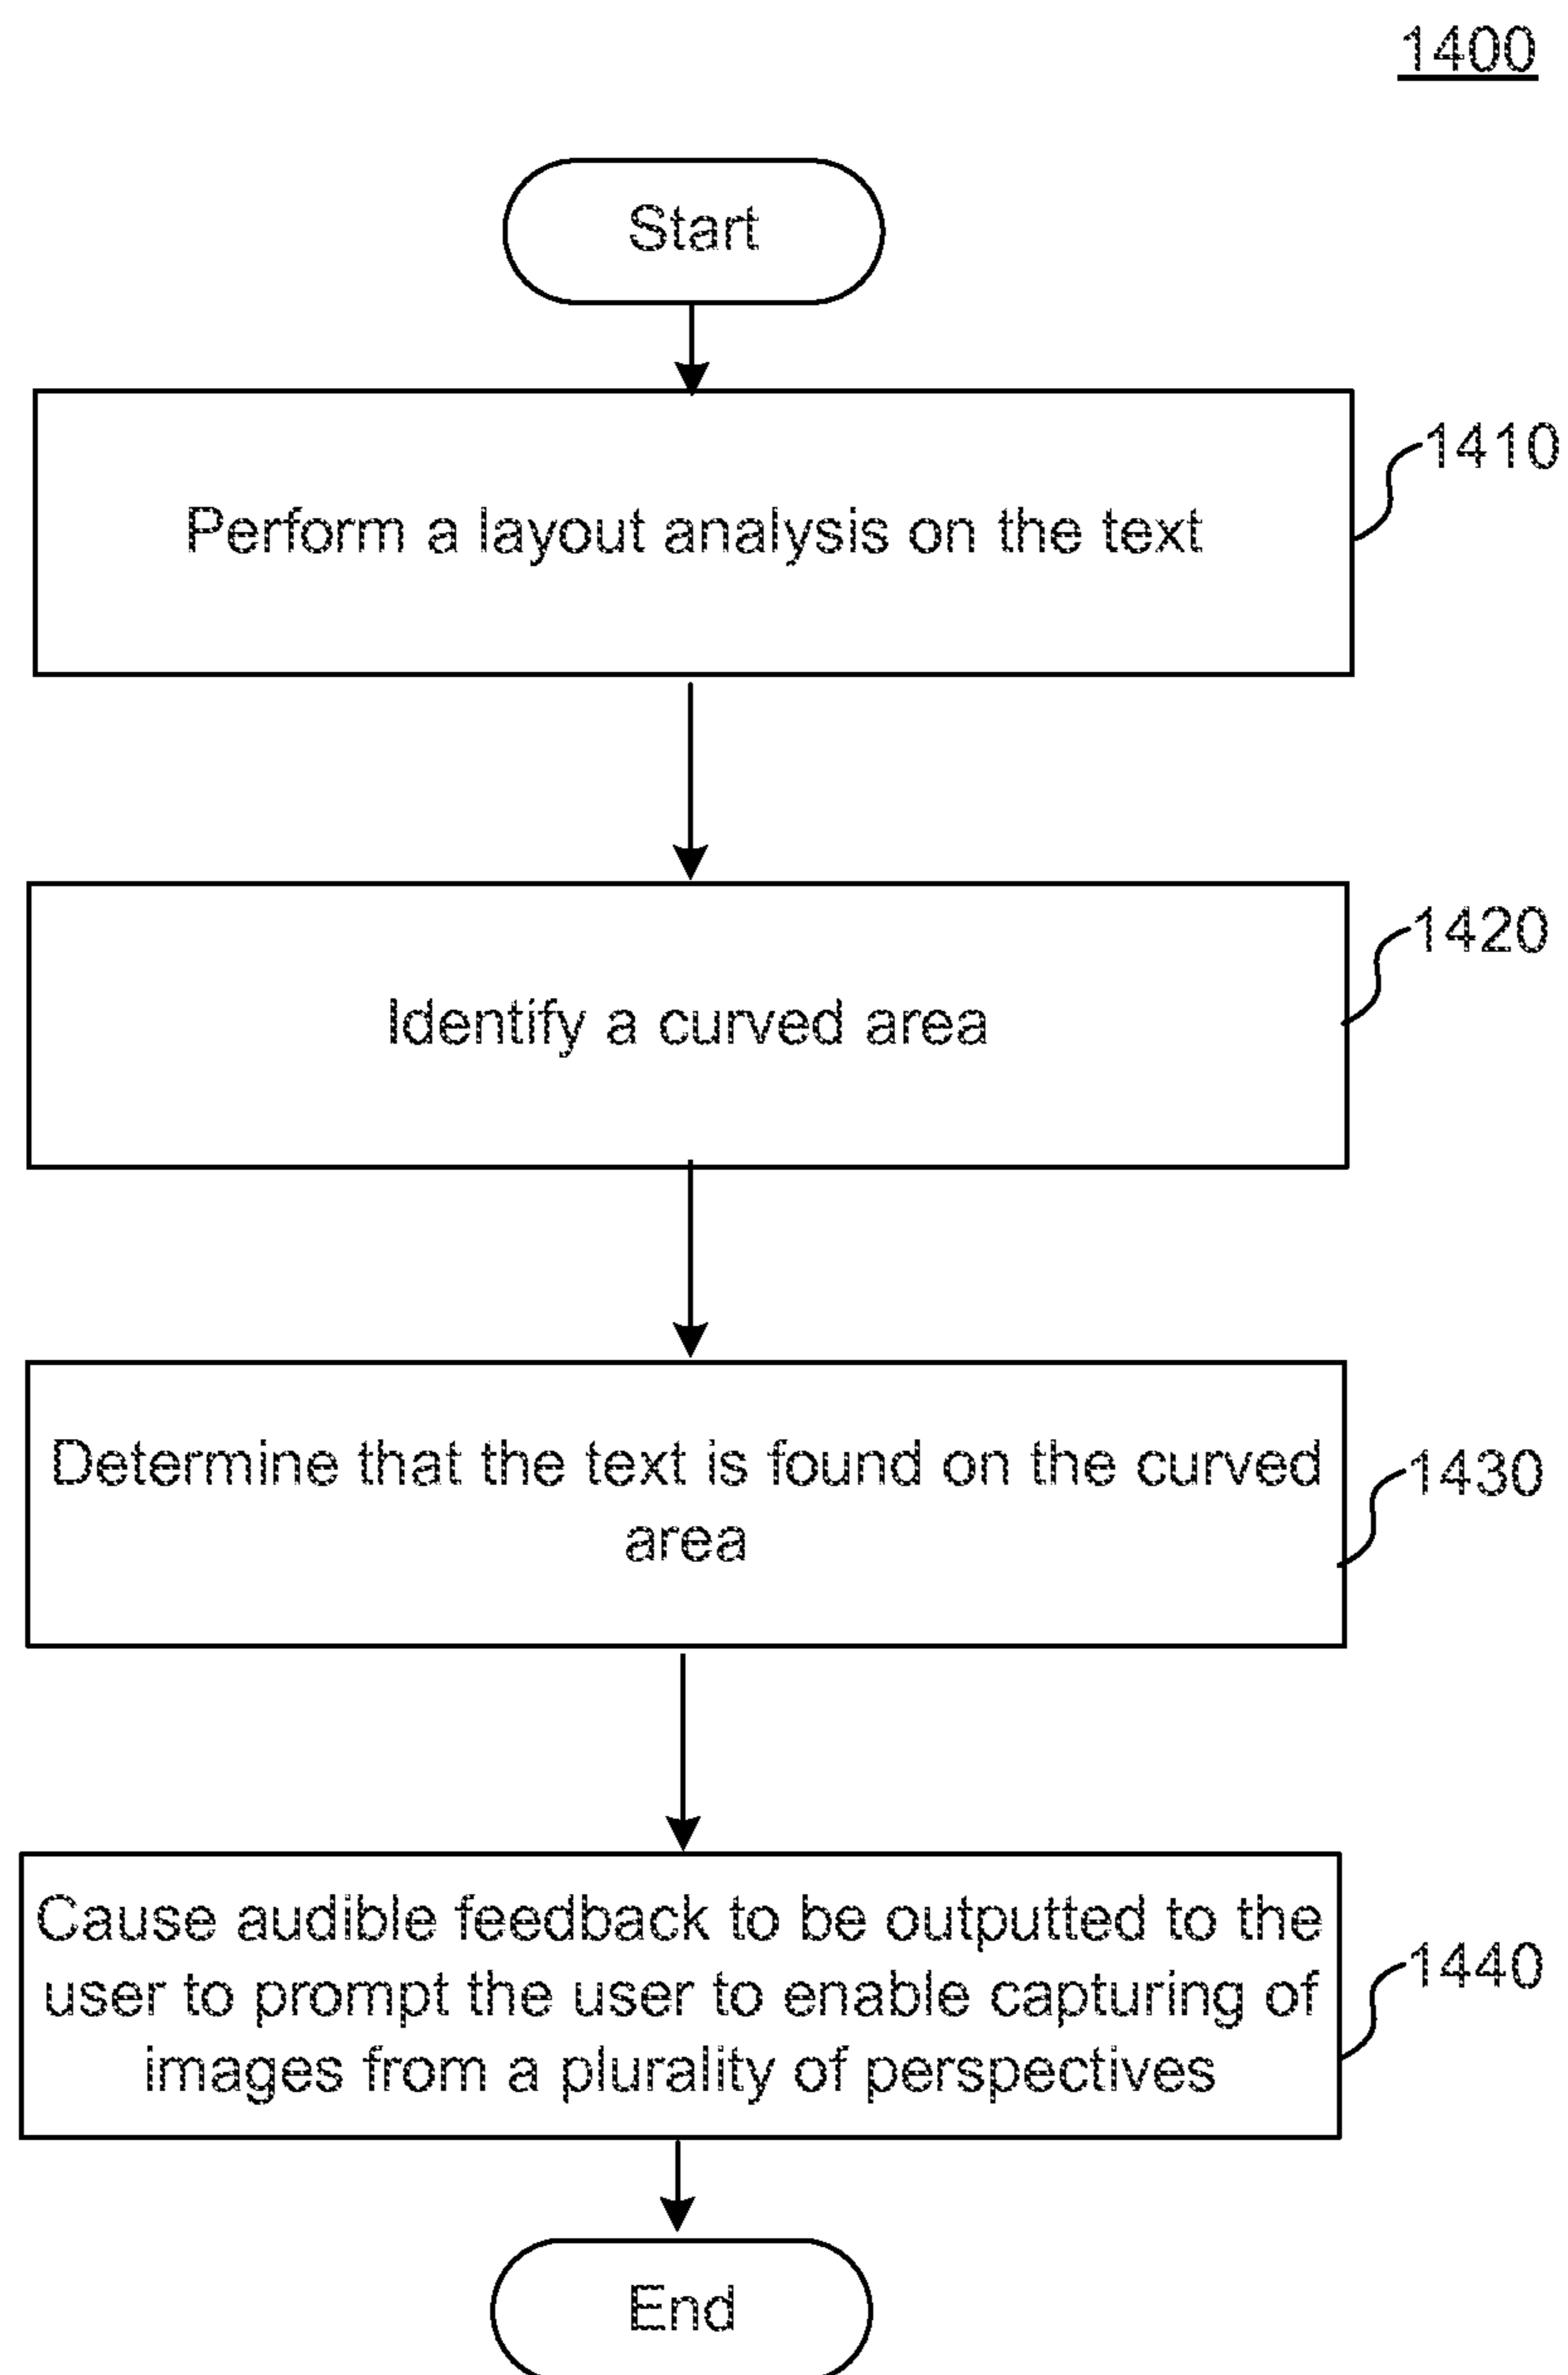 1400
Start
Perform a layout analysis on the text
1410
Identify a curved area
1420
Determine that the text is found on the curved
area
1430
Cause audible feedback to be outputted to the
user to prompt the user to enable capturing of
images from a plurality of perspectives
1440
End